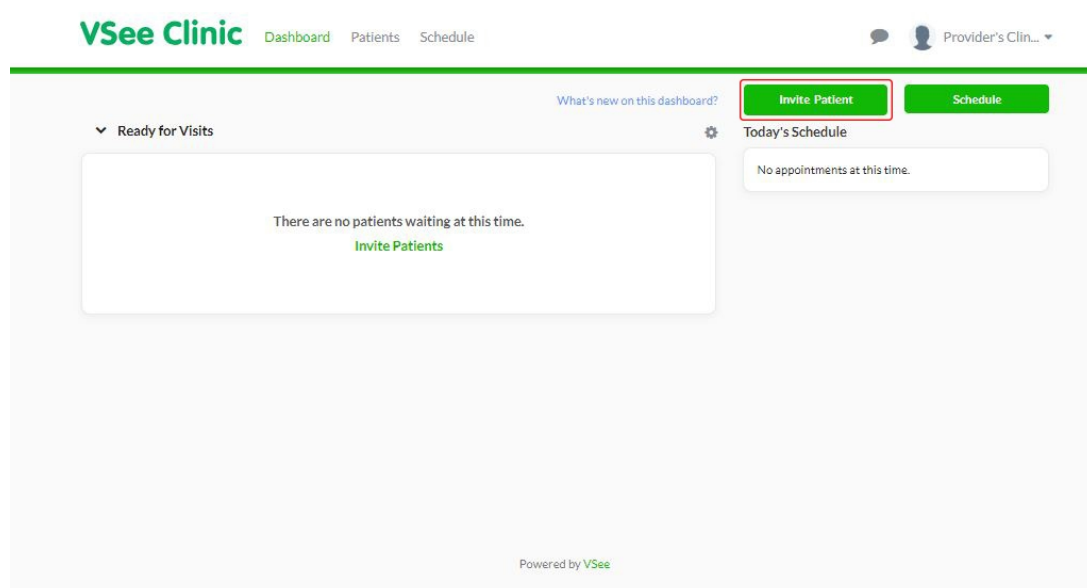 VSee Clinic Dashboard Patients Schedule Provider's Clin...
What's new on this dashboard? Invite Patient Schedule
Ready for Visits
Today's Schedule
No appointments at this time.
There are no patients waiting at this time.
Invite Patients
Powered by VSee